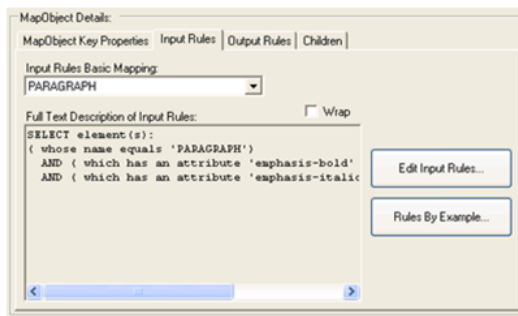 MapObject Details:
MapObject Key Properties Input Rules Output Rules Children
Input Rules Basic Mapping:
PARAGRAPH
Full Text Description of Input Rules: Wrap
SELECT element(s):
( whose name equals 'PARAGRAPH')
AND ( which has an attribute 'emphasis-bold'
AND ( which has an attribute 'emphasis-italic
Edit Input Rules...
Rules By Example...